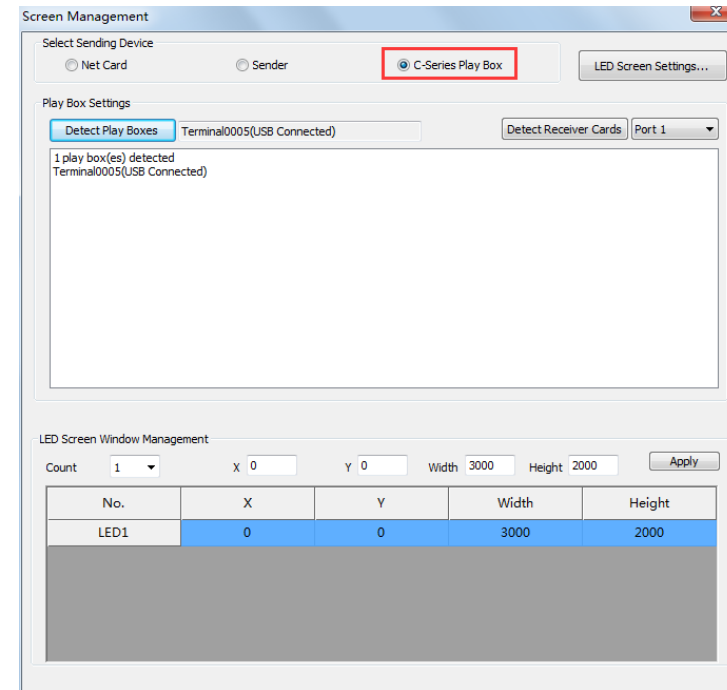 Screen Management
X
Select Sending Device
Net Card Sender C-Series Play Box LED Screen Settings...
Play Box Settings
Detect Play Boxes Terminal0005(USB Connected) Detect Receiver Cards Port 1
1 play box(es) detected
Terminal0005(USB Connected)
LED Screen Window Management
Count 1 X 0 Y 0 Width 3000 Height 2000 Apply
No. X Y Width Height
LED1 0 0 3000 2000